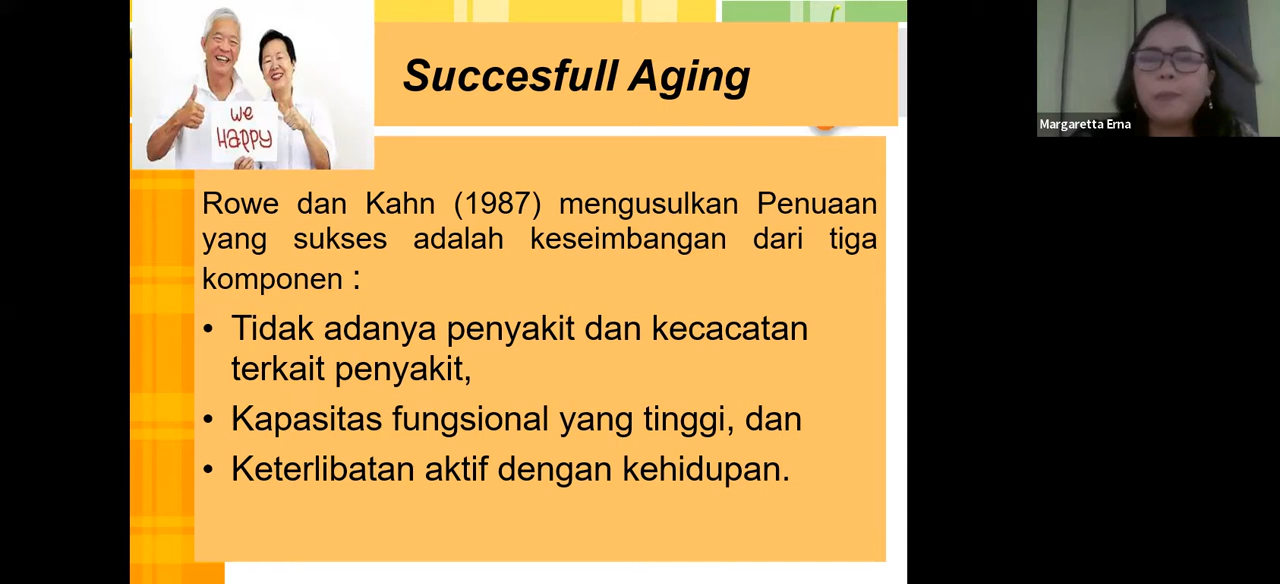 we
HAppy
Succesfull Aging
Margaretta Erna
Rowe dan Kahn (1987) mengusulkan Penuaan
yang sukses adalah keseimbangan dari tiga
komponen :
• Tidak adanya penyakit dan kecacatan
terkait penyakit,
• Kapasitas fungsional yang tinggi, dan
• Keterlibatan aktif dengan kehidupan.